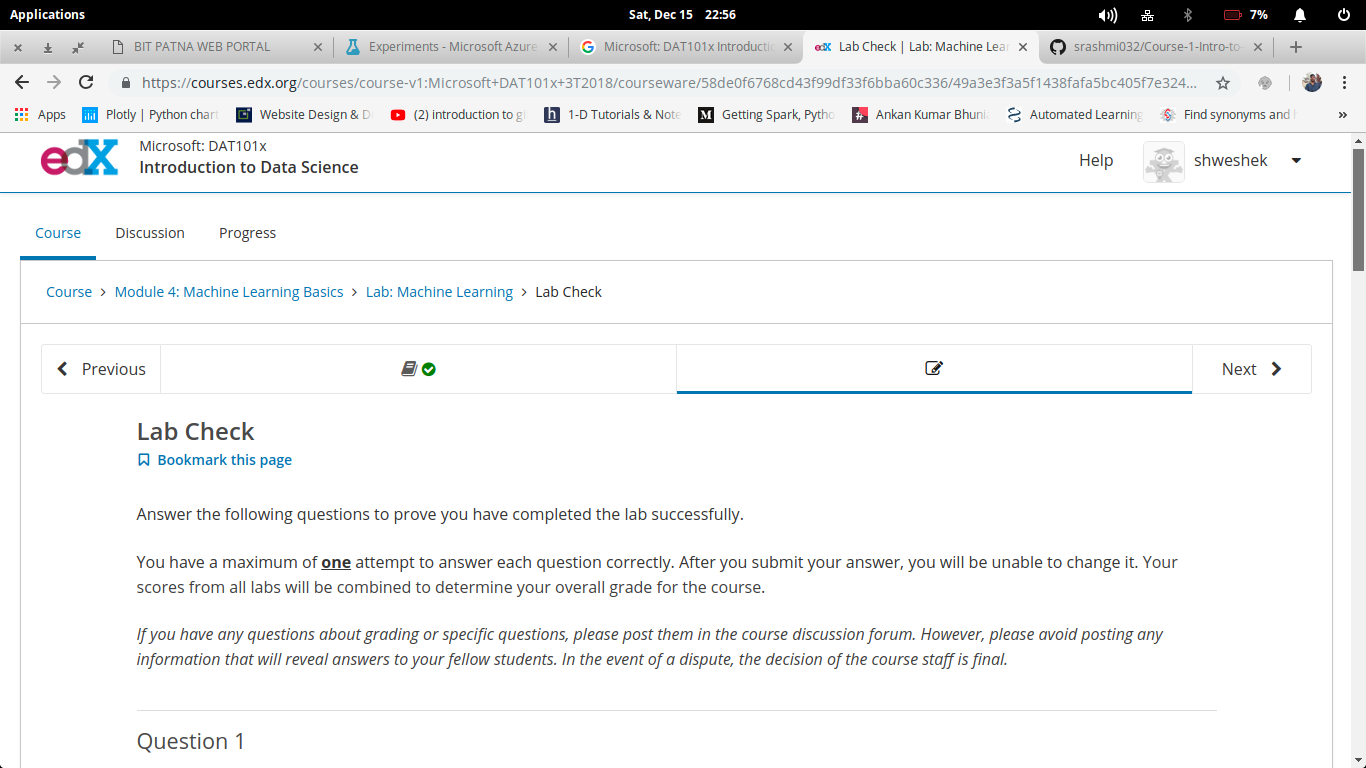 Applications
Sat, Dec 15 22:56
7%
BIT PATNA WEB PORTAL
Experiments - Microsoft Azure
Microsoft: DAT101x Introductic
Lab Check | Lab: Machine Lear
srashmi032/Course-1-Intro-to-
https://courses.edx.org/courses/course-v1:Microsoft+DAT101x+3T2018/courseware/58de0f6768cd43f99df33f6bba60c336/49a3e3f3a5f1438fafa5bc405f7e324...
Apps
Plotly | Python chart
Website Design & D
(2) introduction to gi
1-D Tutorials & Note
Getting Spark, Pytho
Ankan Kumar Bhunia
Automated Learning
Find synonyms and
edX
Microsoft: DAT101x
Introduction to Data Science
Help
shweshek
Course
Discussion
Progress
Course > Module 4: Machine Learning Basics > Lab: Machine Learning > Lab Check
Previous
Next
Lab Check
Bookmark this page
Answer the following questions to prove you have completed the lab successfully.
You have a maximum of one attempt to answer each question correctly. After you submit your answer, you will be unable to change it. Your
scores from all labs will be combined to determine your overall grade for the course.
If you have any questions about grading or specific questions, please post them in the course discussion forum. However, please avoid posting any
information that will reveal answers to your fellow students. In the event of a dispute, the decision of the course staff is final.
Question 1